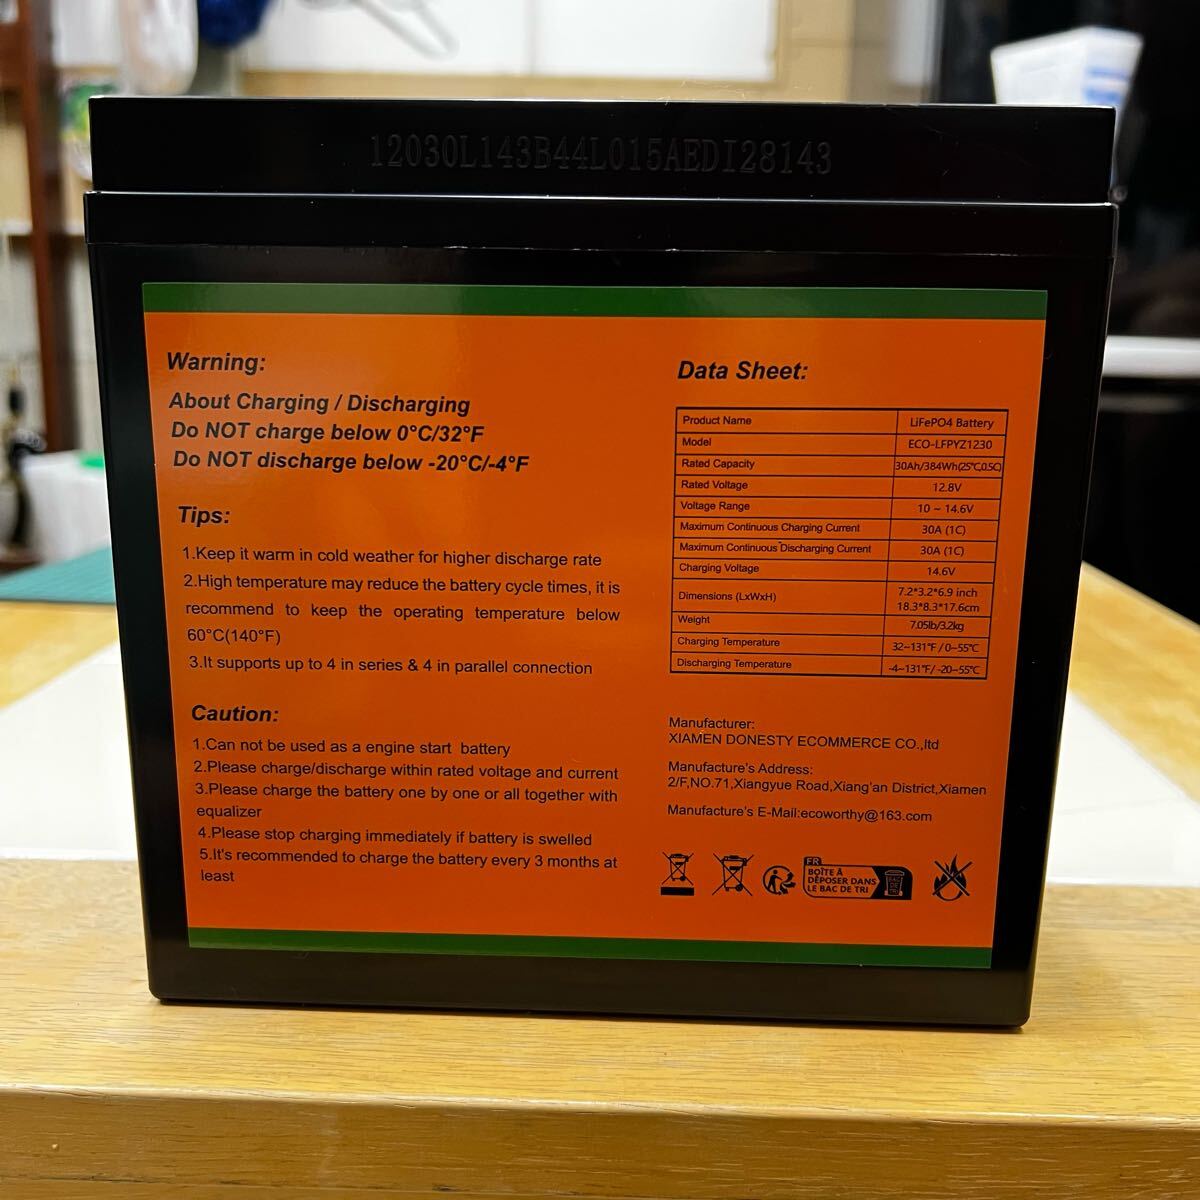 12030L143B44L015AEDI28143
Warning:
About Charging / Discharging
Do NOT charge below 0°C/32°F
Do NOT discharge below -20°C/-4°F
Tips:
1.Keep it warm in cold weather for higher discharge rate
2.High temperature may reduce the battery cycle times, it is
recommend to keep the operating temperature below
60°C(140°F)
3.It supports up to 4 in series & 4 in parallel connection
Caution:
1.Can not be used as a engine start battery
2.Please charge/discharge within rated voltage and current
3.Please charge the battery one by one or all together with
equalizer
4.Please stop charging immediately if battery is swelled
5.It's recommended to charge the battery every 3 months at
least
Data Sheet:
Product Name LiFePO4 Battery
Model ECO-LFPYZ1230
Rated Capacity 30Ah/384Wh(25℃,0.5C)
Rated Voltage 12.8V
Voltage Range 10 ~ 14.6V
Maximum Continuous Charging Current 30A (1C)
Maximum Continuous Discharging Current 30A (1C)
Charging Voltage 14.6V
Dimensions (LxWxH) 7.2*3.2*6.9 inch
18.3*8.3*17.6cm
Weight 7.05lb/3.2kg
Charging Temperature 32~131°F / 0~55℃
Discharging Temperature -4~131°F/ -20~55℃
Manufacturer:
XIAMEN DONESTY ECOMMERCE CO.,ltd
Manufacture's Address:
2/F,NO.71,Xiangyue Road,Xiang'an District,Xiamen
Manufacture's E-Mail:ecoworthy@163.com
FR
BOÎTE À
DÉPOSER DANS
LE BAC DE TRI
BAC
DE
TRI